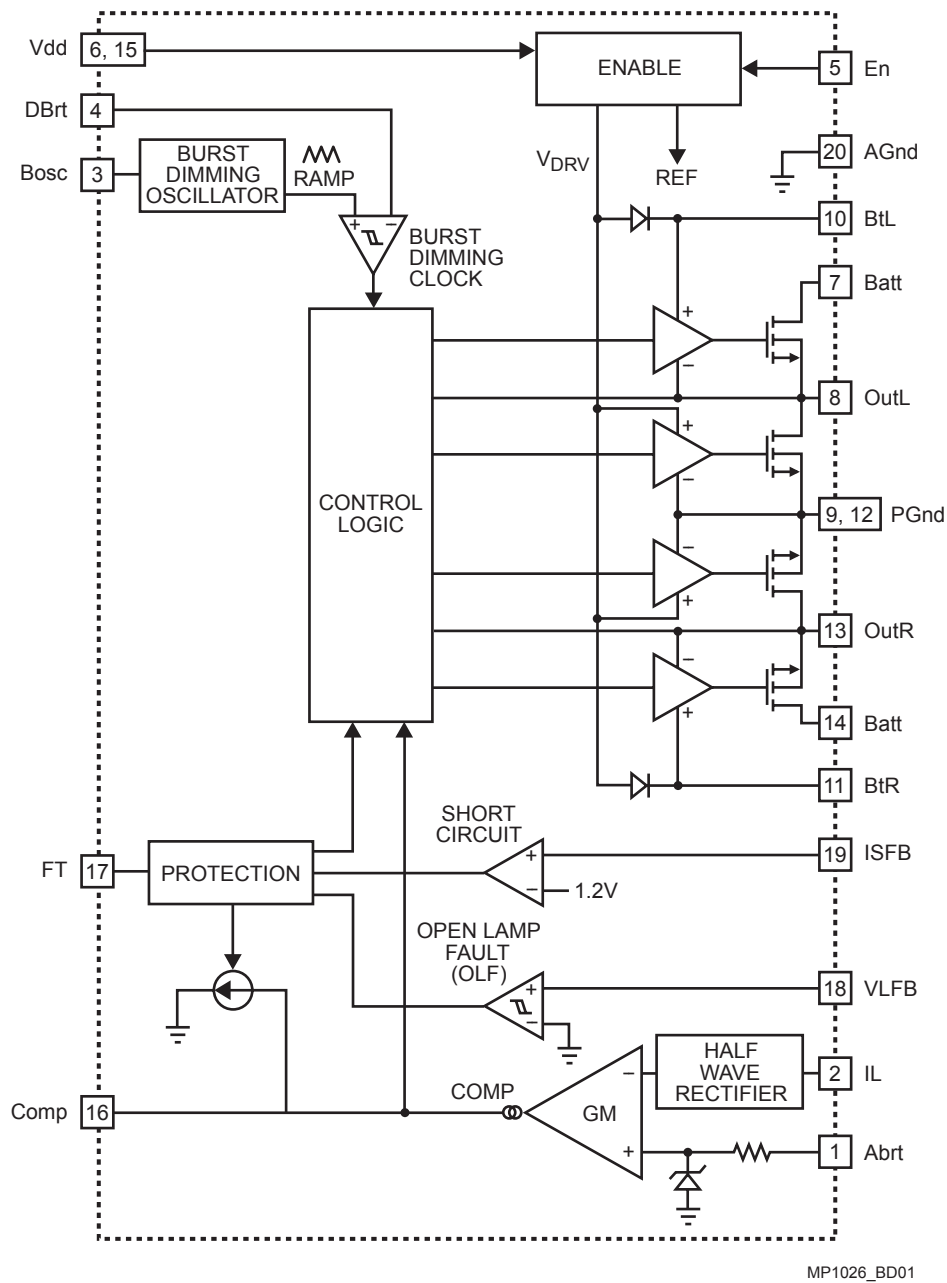 Vdd
6, 15
ENABLE
5
En
DBrt
4
V_DRV
REF
20
AGnd
Bosc
3
BURST
DIMMING
OSCILLATOR
RAMP
+
−
BURST
DIMMING
CLOCK
10
BtL
7
Batt
+
−
8
OutL
+
−
CONTROL
LOGIC
9, 12
PGnd
−
+
13
OutR
−
+
14
Batt
11
BtR
SHORT
CIRCUIT
+
−
1.2V
19
ISFB
FT
17
PROTECTION
OPEN LAMP
FAULT
(OLF)
+
−
18
VLFB
HALF
WAVE
RECTIFIER
2
IL
Comp
16
COMP
GM
−
+
1
Abrt
MP1026_BD01